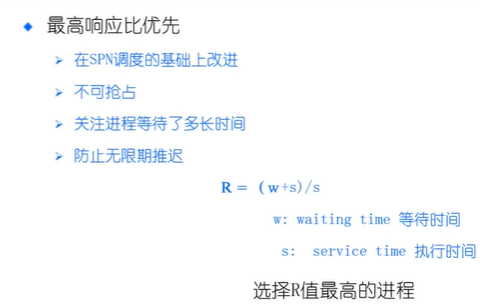 最高响应比优先
在SPN调度的基础上改进
不可抢占
关注进程等待了多长时间
防止无限期推迟
R = (w+s)/s
w: waiting time 等待时间
s: service time 执行时间
选择R值最高的进程